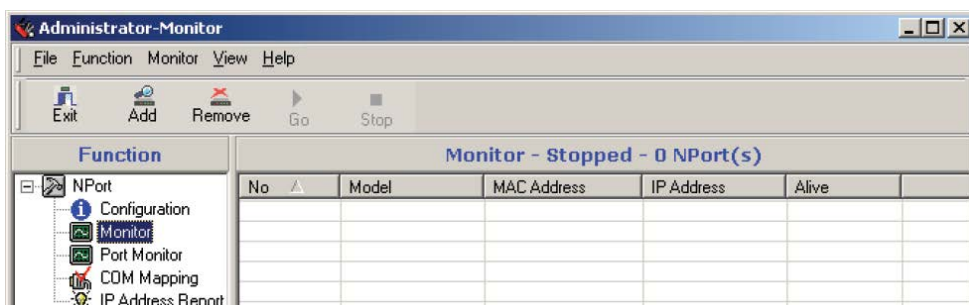 Administrator-Monitor
File Function Monitor View Help
Exit Add Remove Go Stop
Function
Monitor - Stopped - 0 NPort(s)
NPort
Configuration
Monitor
Port Monitor
COM Mapping
IP Address Report
No Model MAC Address IP Address Alive